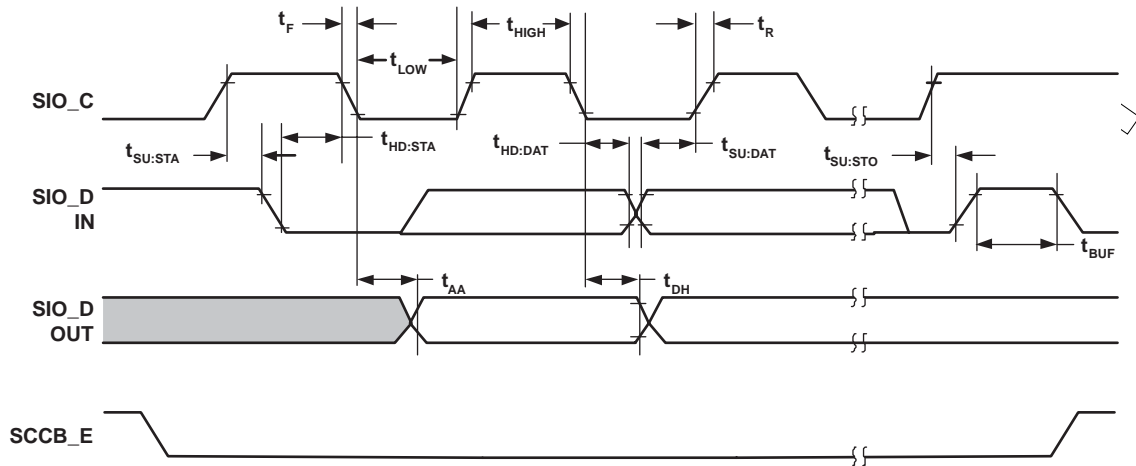 tF
tHIGH
tR
tLOW
SIO_C
tSU:STA
tHD:STA
tHD:DAT
tSU:DAT
tSU:STO
SIO_D
IN
tBUF
tAA
tDH
SIO_D
OUT
SCCB_E